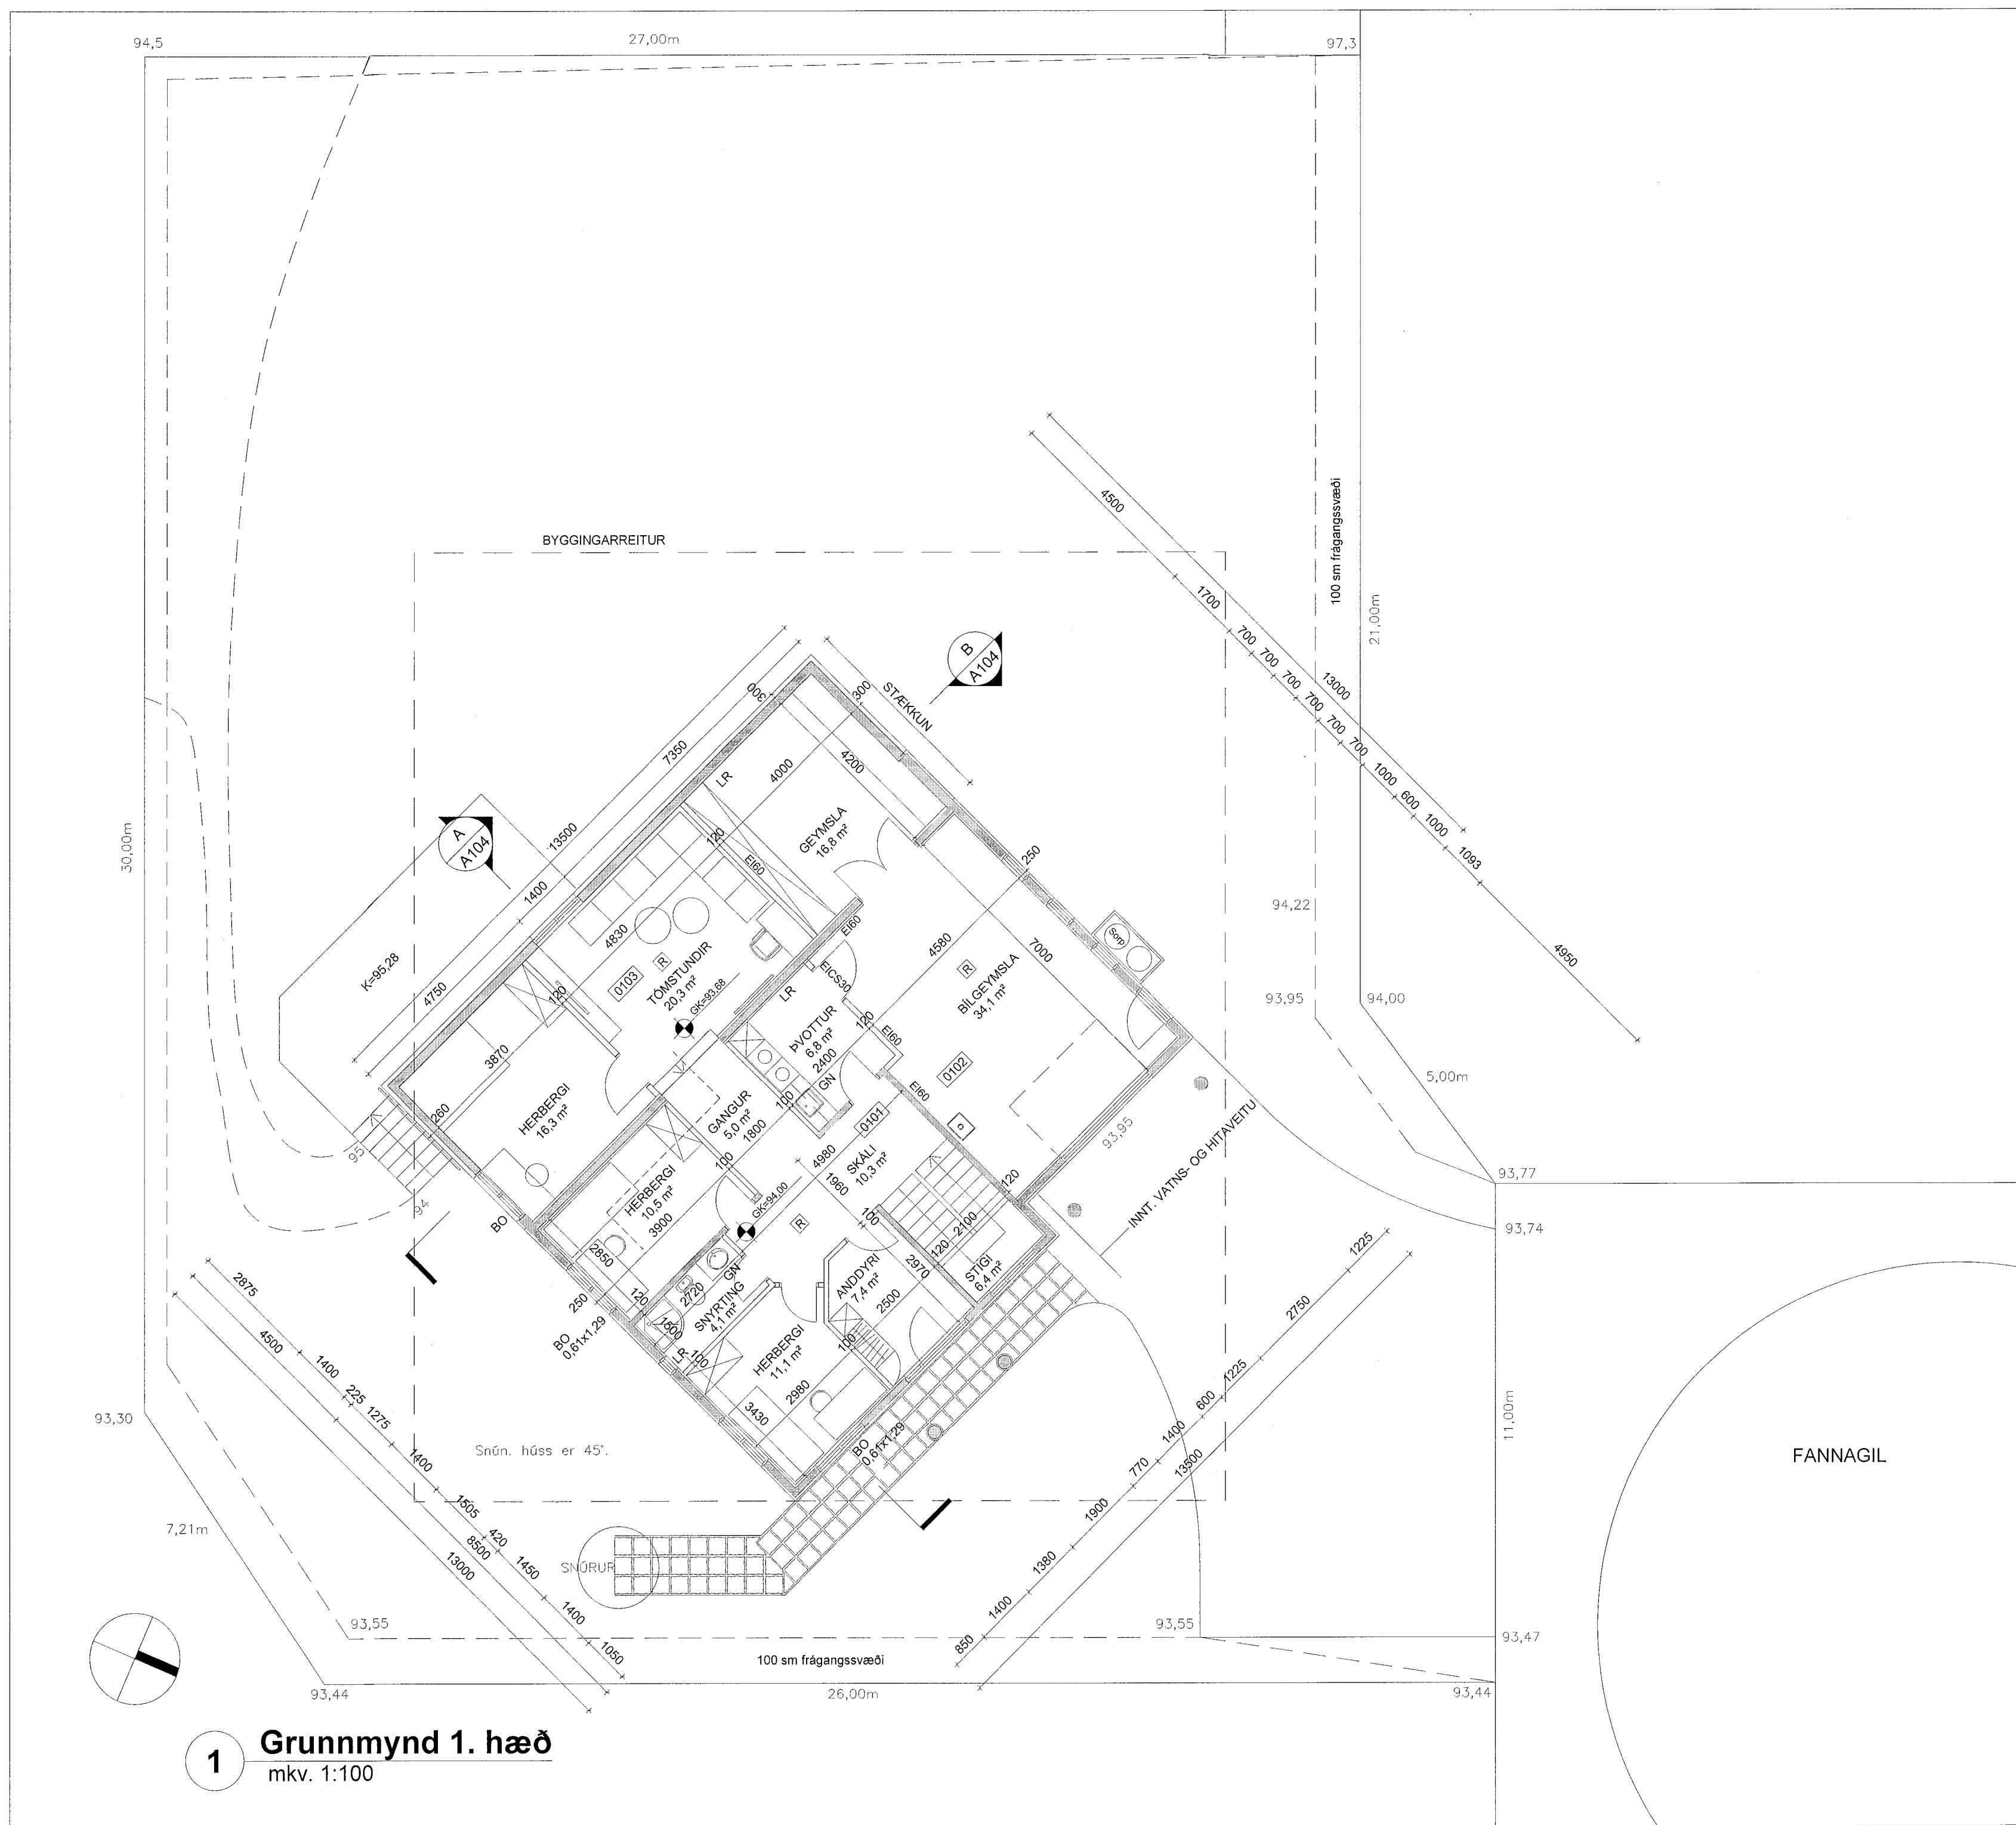 94,5
27,00m
97,3
100 sm frágangssvæði
21,00m
4500
1700
700
700
700
700
700
700
13000
1000
600
1000
1093
4950
BYGGINGARREITUR
B
A104
STÆKKUN
300
300
7350
13500
1400
4750
A
A104
K=95,28
30,00m
LR
4000
4200
GEYMSLA
16,8 m²
120
EI60
250
Sorp
4830
TÓMSTUNDIR
20,3 m²
0103
R
GK=93,68
120
EI60
EICS30
LR
4580
7000
R
BÍLGEYMSLA
34,1 m²
ÞVOTTUR
6,8 m²
2400
GN
120
EI60
0102
EI60
100
0101
3870
HERBERGI
16,3 m²
260
95
94
BO
GANGUR
5,0 m²
1800
100
4980
SKÁLI
10,3 m²
1960
93,95
INNT. VATNS- OG HITAVEITU
94,22
93,95
94,00
5,00m
93,77
93,74
HERBERGI
10,5 m²
3900
2850
GK=94,00
R
100
120
2100
120
STIGI
6,4 m²
2970
ANDDYRI
7,4 m²
2500
100
GN
2720
SNYRTING
4,1 m²
1500
LR
100
120
250
BO
0,61x1,29
HERBERGI
11,1 m²
2980
3430
BO
0,61x1,29
2875
4500
1400
225
1275
1400
1505
420
8500
13000
1450
1400
1050
1225
2750
1225
600
1400
13500
770
1900
1380
1400
850
93,30
Snún. húss er 45°.
7,21m
SNÚRUR
11,00m
FANNAGIL
93,55
93,55
93,47
100 sm frágangssvæði
93,44
26,00m
93,44
1
Grunnmynd 1. hæð
mkv. 1:100